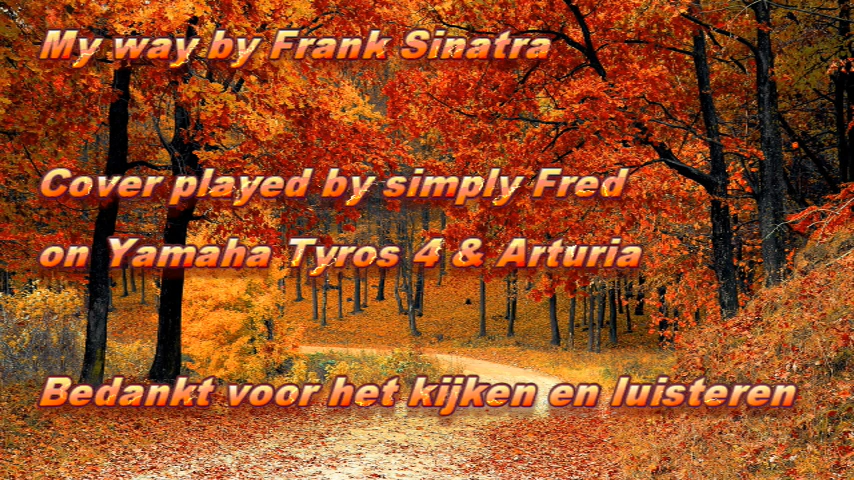 My way by Frank Sinatra
Cover played by simply Fred
on Yamaha Tyros 4 & Arturia
Bedankt voor het kijken en luisteren